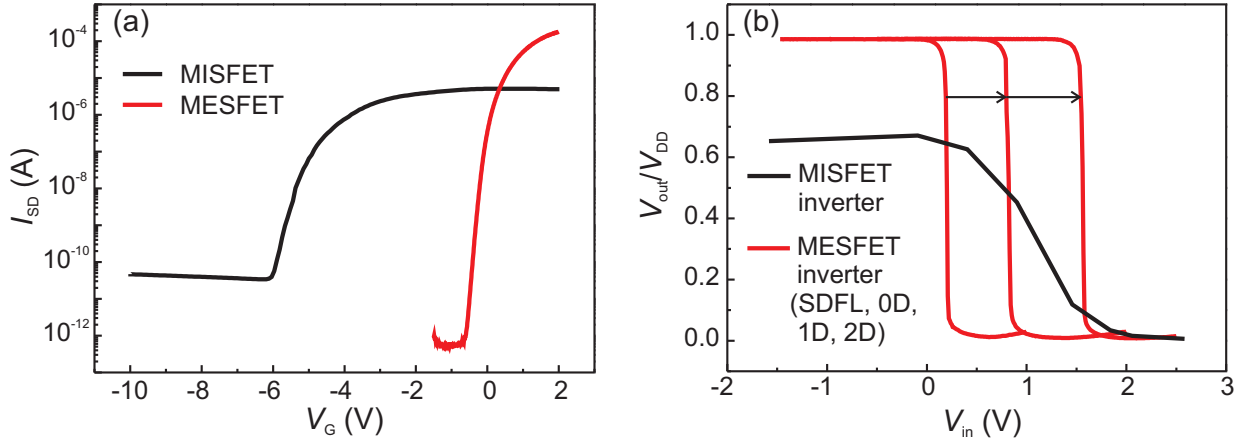 (a)
MISFET
MESFET
10⁻⁴
10⁻⁶
10⁻⁸
10⁻¹⁰
10⁻¹²
I_SD (A)
-10 -8 -6 -4 -2 0 2
V_G (V)
(b)
1.0
0.8
0.6
0.4
0.2
0.0
V_out/V_DD
MISFET
inverter
MESFET
inverter
(SDFL, 0D,
1D, 2D)
-2 -1 0 1 2 3
V_in (V)